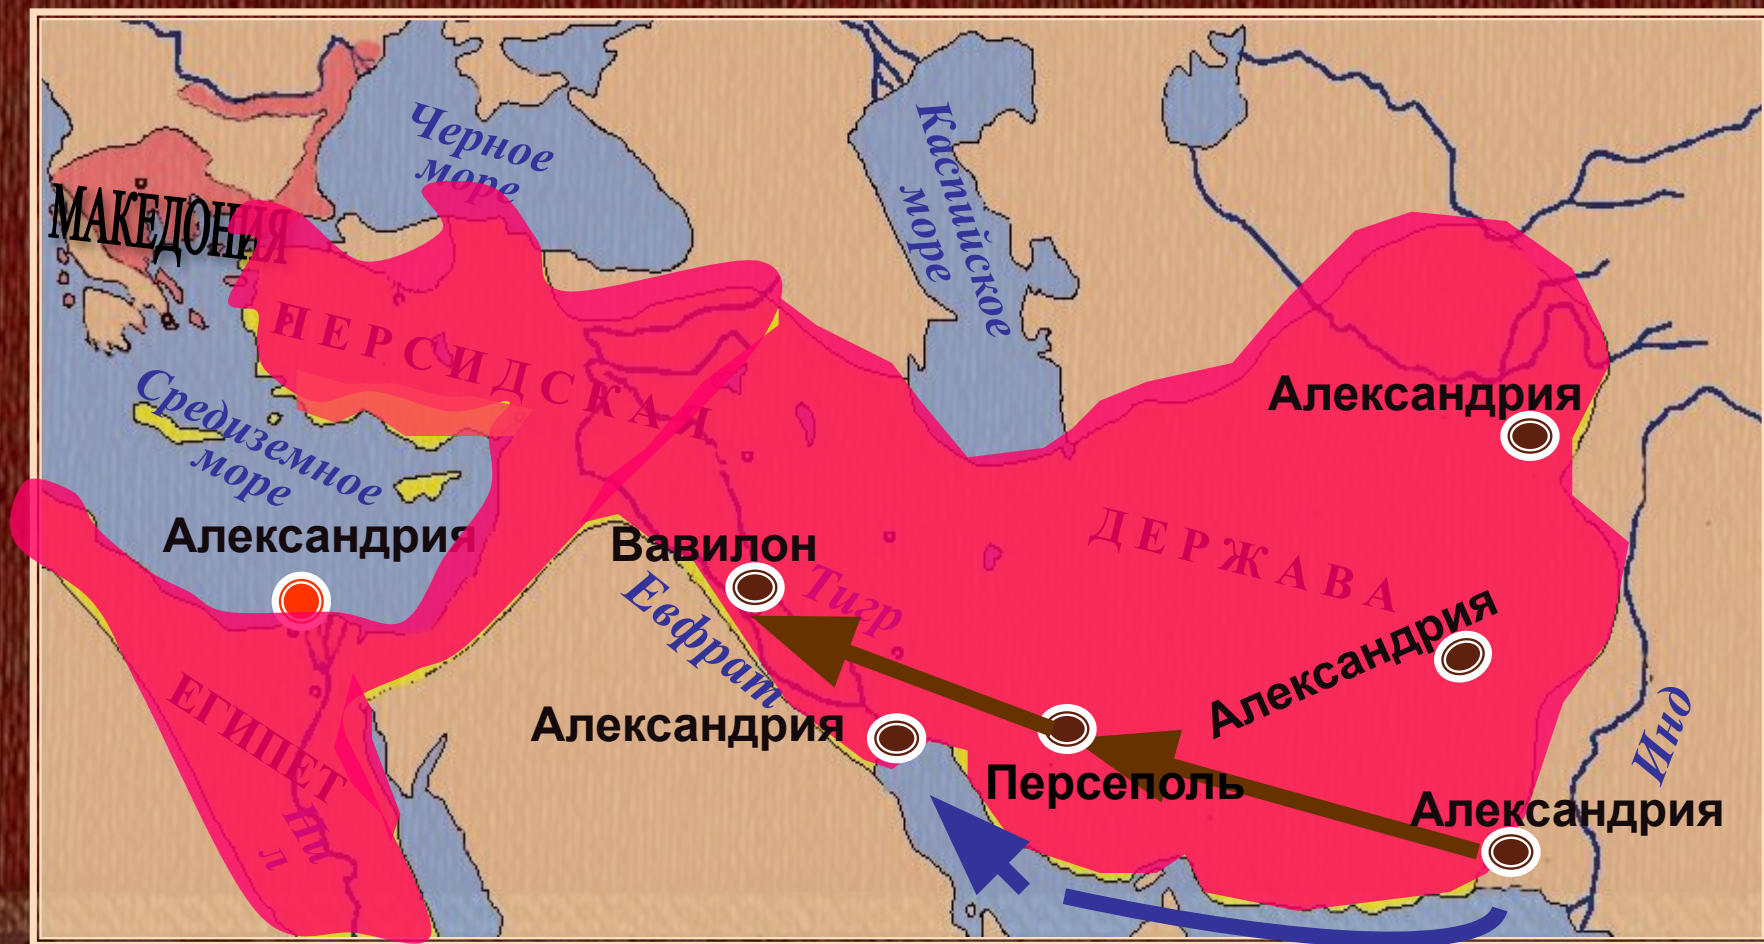 Черное
море
Каспийское
море
МАКЕДОНИЯ
ПЕРСИДСКАЯ
Средиземное
море
Александрия
Александрия
Вавилон
ДЕРЖАВА
Тигр
Евфрат
Александрия
Александрия
ЕГИПЕТ
Персеполь
Инд
Александрия
Ни
л